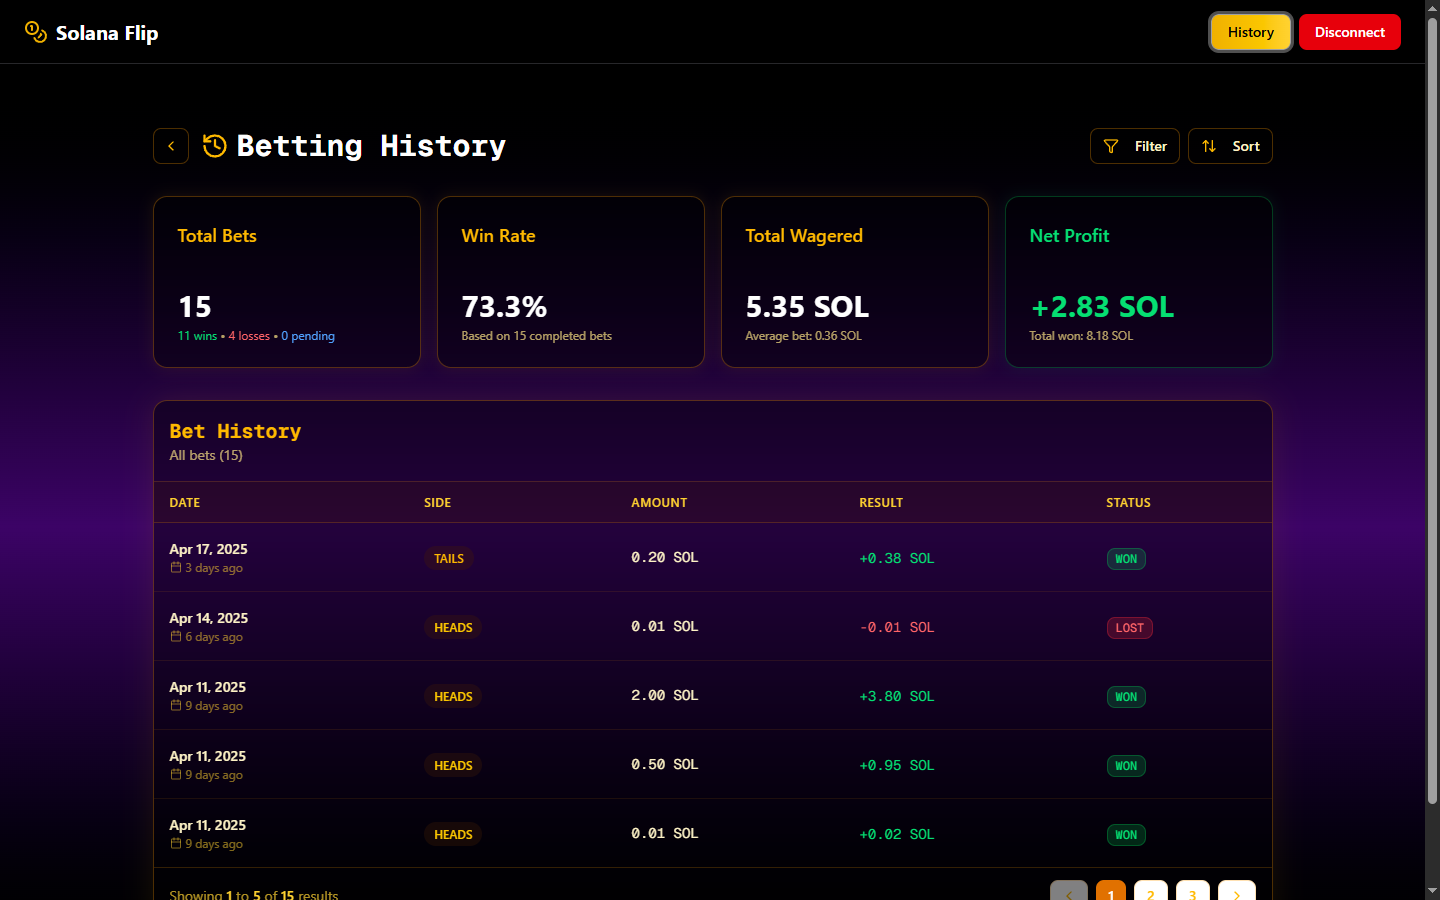 Solana Flip
History
Disconnect
Betting History
Filter
Sort
Total Bets
15
11 wins • 4 losses • 0 pending
Win Rate
73.3%
Based on 15 completed bets
Total Wagered
5.35 SOL
Average bet: 0.36 SOL
Net Profit
+2.83 SOL
Total won: 8.18 SOL
Bet History
All bets (15)
DATE SIDE AMOUNT RESULT STATUS
Apr 17, 2025
3 days ago
TAILS
0.20 SOL
+0.38 SOL
WON
Apr 14, 2025
6 days ago
HEADS
0.01 SOL
-0.01 SOL
LOST
Apr 11, 2025
9 days ago
HEADS
2.00 SOL
+3.80 SOL
WON
Apr 11, 2025
9 days ago
HEADS
0.50 SOL
+0.95 SOL
WON
Apr 11, 2025
9 days ago
HEADS
0.01 SOL
+0.02 SOL
WON
Showing 1 to 5 of 15 results
1 2 3